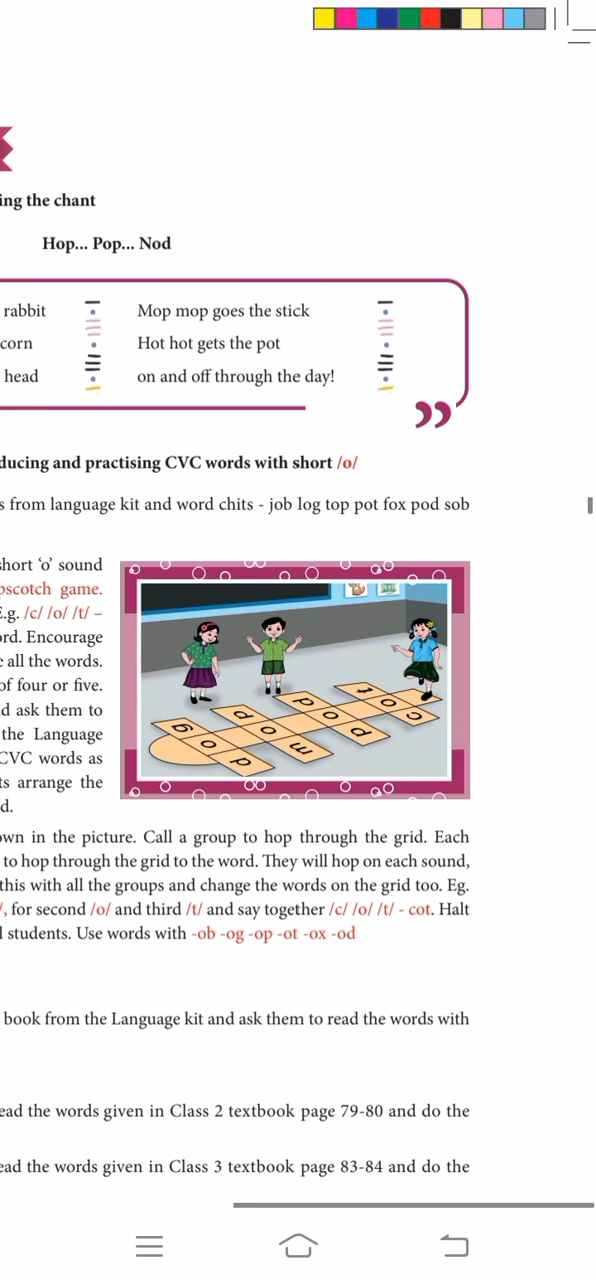 ing the chant
Hop... Pop... Nod
rabbit
corn
head
Mop mop goes the stick
Hot hot gets the pot
on and off through the day!
ducing and practising CVC words with short /o/
s from language kit and word chits - job log top pot fox pod sob
short ‘o’ sound
pscotch game.
E.g. /c/ /o/ /t/ –
ord. Encourage
e all the words.
of four or five.
d ask them to
the Language
CVC words as
ts arrange the
d.
g o d
d o m
d o d
t o c
own in the picture. Call a group to hop through the grid. Each
to hop through the grid to the word. They will hop on each sound,
this with all the groups and change the words on the grid too. Eg.
/, for second /o/ and third /t/ and say together /c/ /o/ /t/ - cot. Halt
l students. Use words with -ob -og -op -ot -ox -od
book from the Language kit and ask them to read the words with
ead the words given in Class 2 textbook page 79-80 and do the
ead the words given in Class 3 textbook page 83-84 and do the